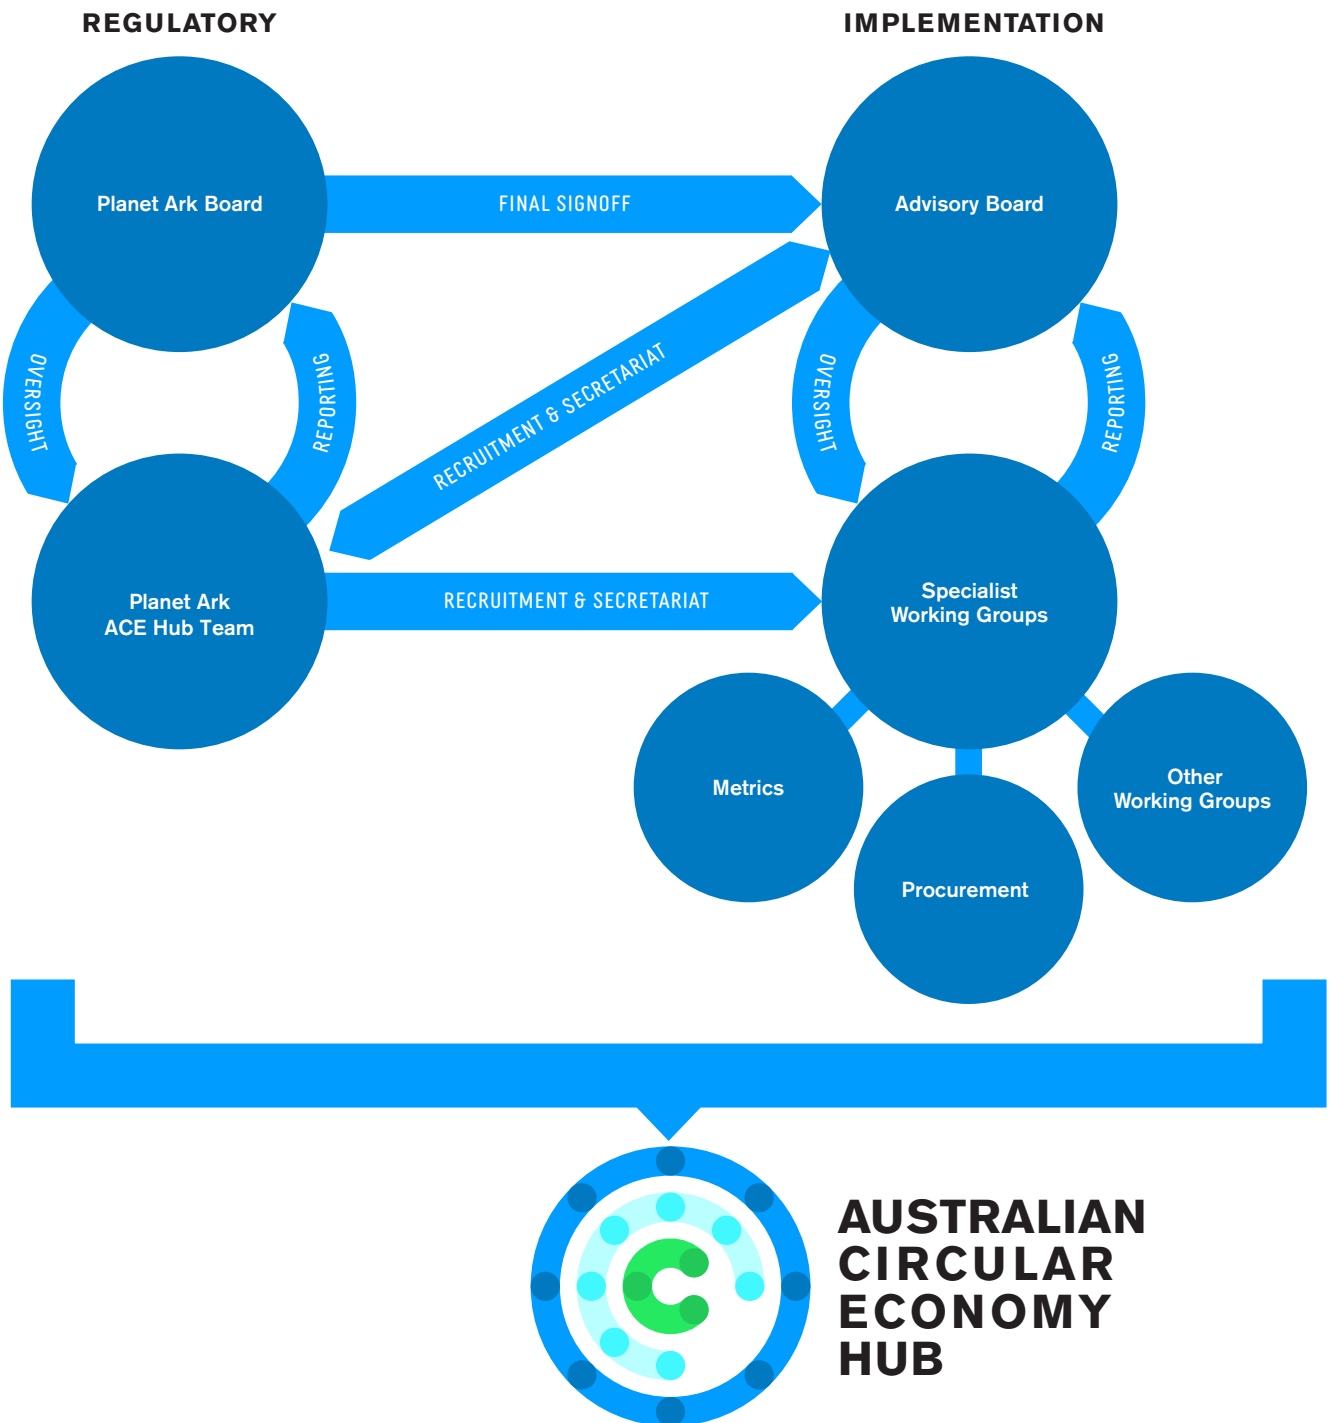 REGULATORY
IMPLEMENTATION
Planet Ark Board
FINAL SIGNOFF
Advisory Board
OVERSIGHT
REPORTING
RECRUITMENT & SECRETARIAT
OVERSIGHT
REPORTING
Planet Ark
ACE Hub Team
RECRUITMENT & SECRETARIAT
Specialist
Working Groups
Metrics
Procurement
Other
Working Groups
AUSTRALIAN
CIRCULAR
ECONOMY
HUB